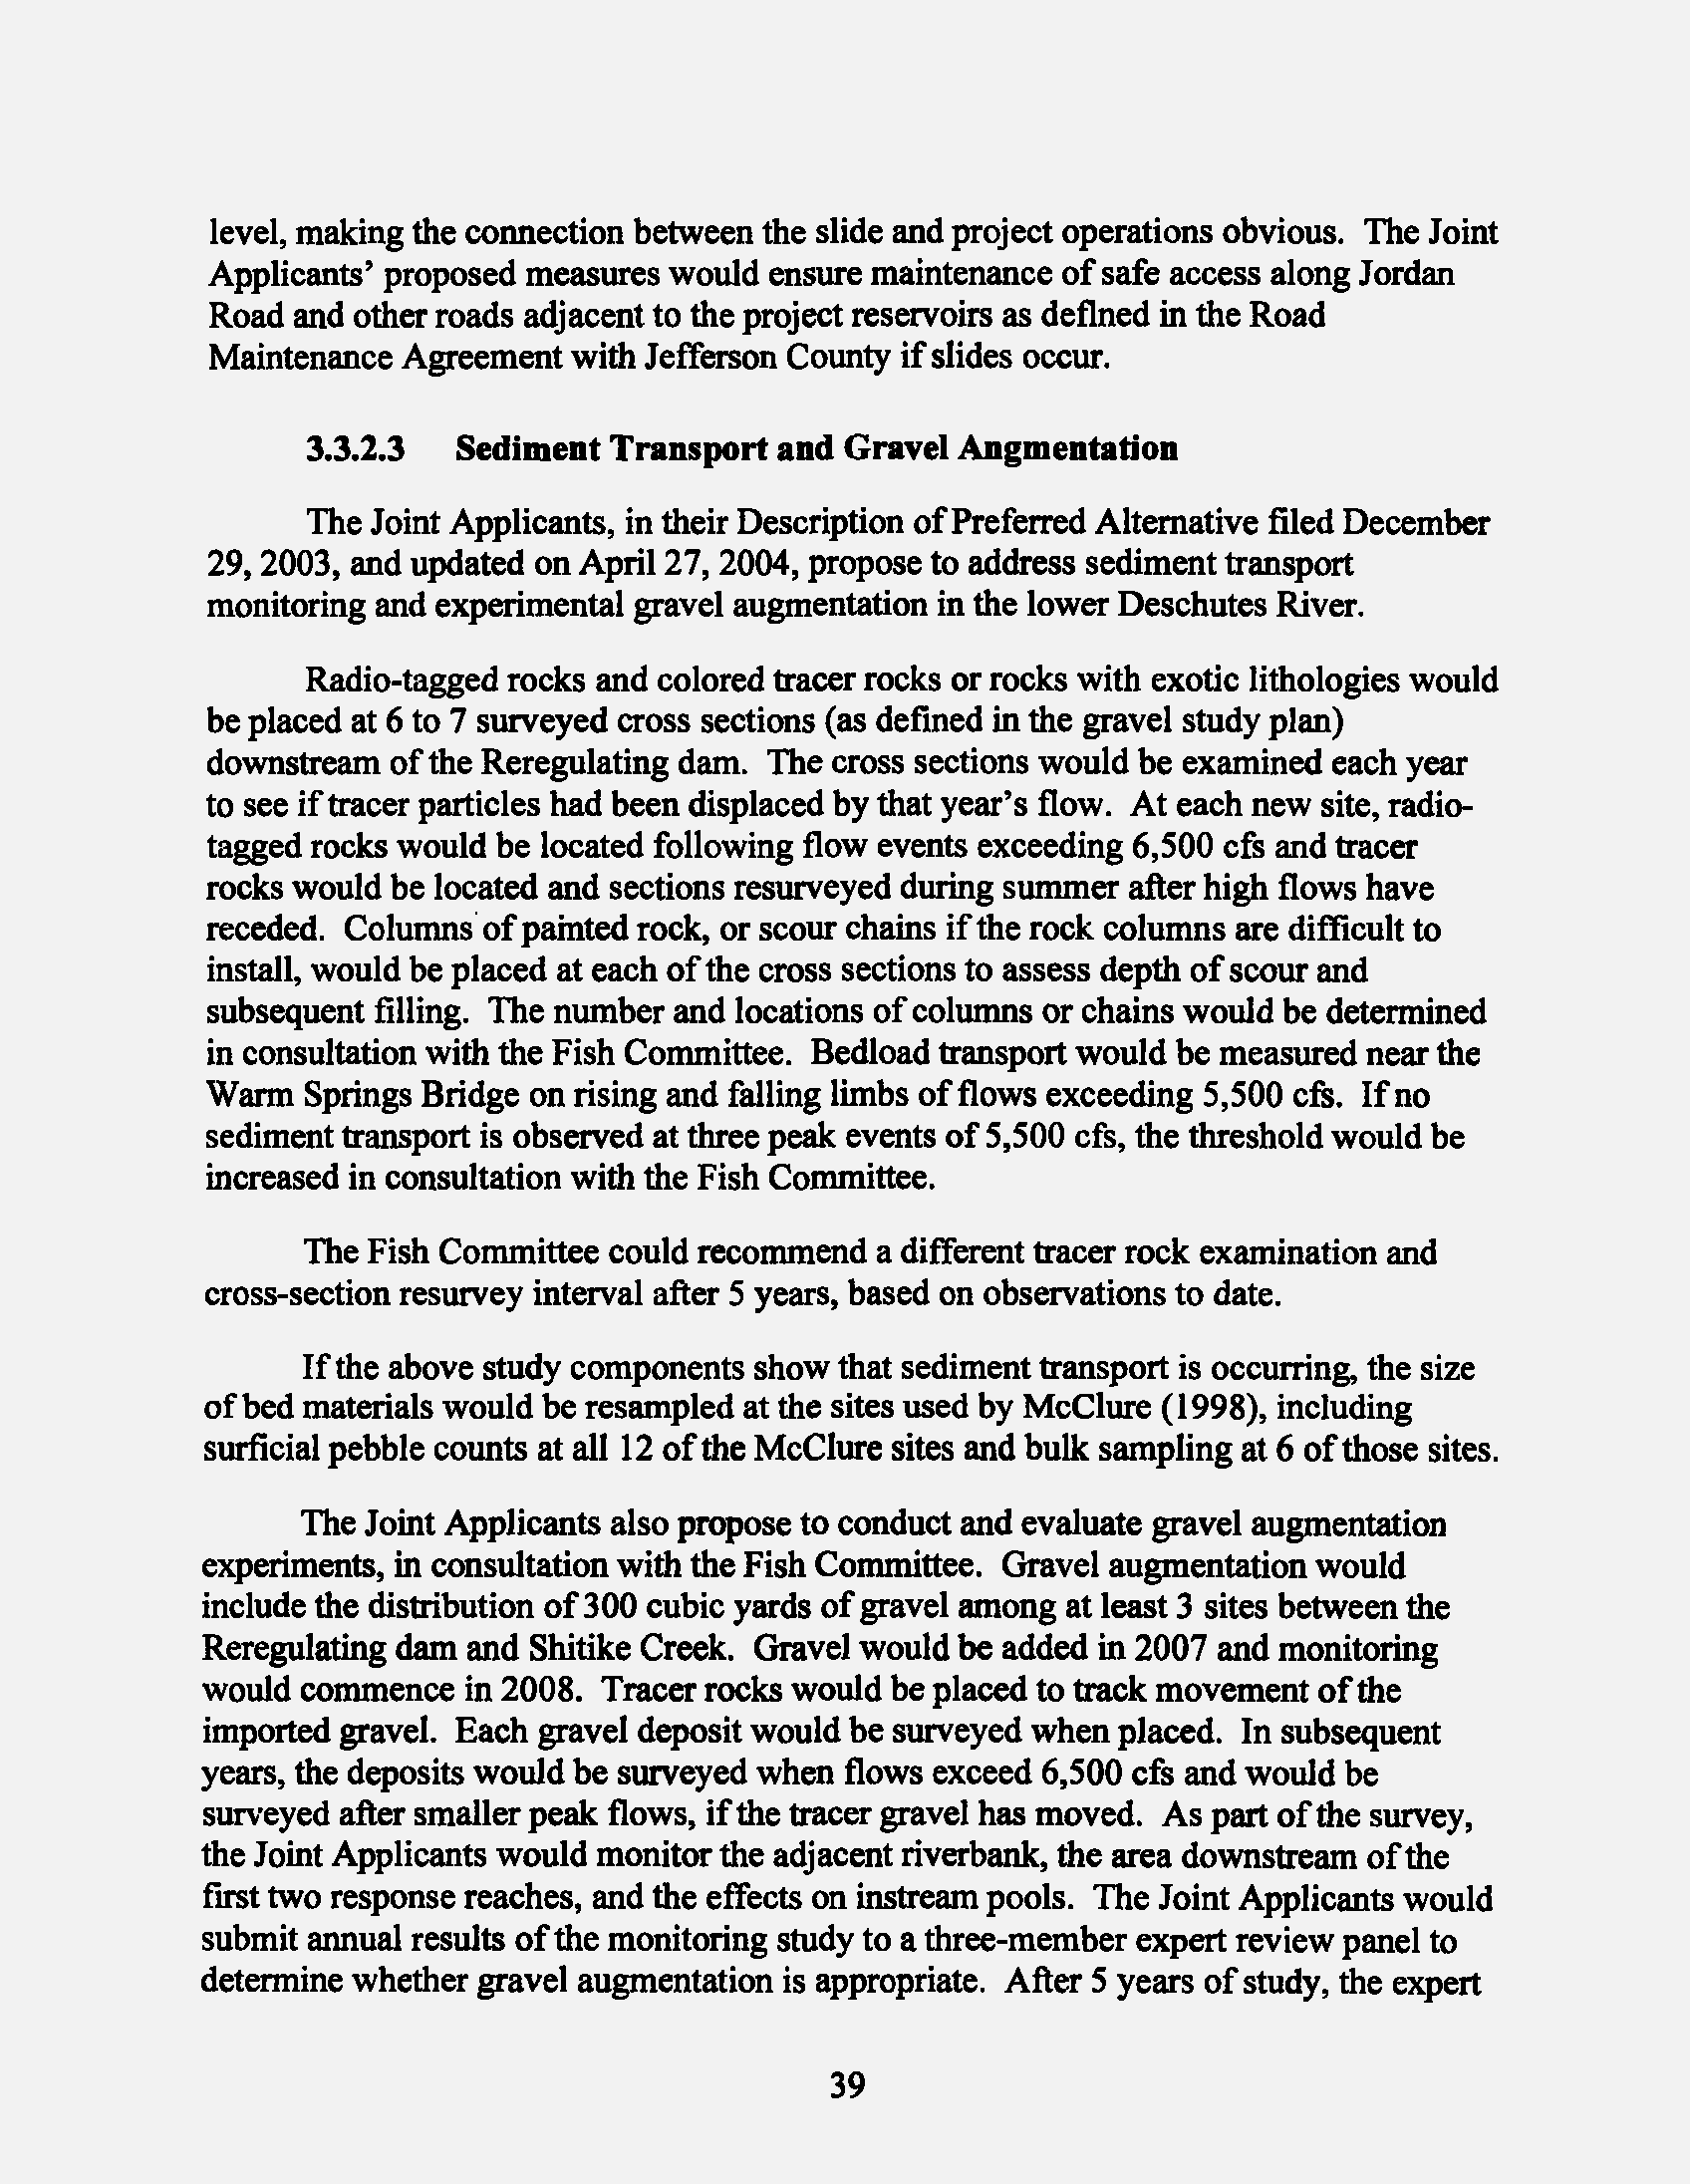 level, making the connection between the slide and project operations obvious. The Joint
Applicants' proposed measures would ensure maintenance of safe access along Jordan
Road and other roads adjacent to the project reservoirs as defined in the Road
Maintenance Agreement with Jefferson County if slides occur.
3.3.2.3 Sediment Transport and Gravel Angmentation
The Joint Applicants, in their Description of Preferred Alternative filed December
29, 2003, and updated on April 27, 2004, propose to address sediment transport
monitoring and experimental gravel augmentation in the lower Deschutes River.
Radio-tagged rocks and colored tracer rocks or rocks with exotic lithologies would
be placed at 6 to 7 surveyed cross sections (as defined in the gravel study plan)
downstream of the Reregulating dam. The cross sections would be examined each year
to see if tracer particles had been displaced by that year's flow. At each new site, radio-
tagged rocks would be located following flow events exceeding 6,500 cfs and tracer
rocks would be located and sections resurveyed during summer after high flows have
receded. Columns of painted rock, or scour chains if the rock columns are difficult to
install, would be placed at each of the cross sections to assess depth of scour and
subsequent filling. The number and locations of columns or chains would be determined
in consultation with the Fish Committee. Bedload transport would be measured near the
Warm Springs Bridge on rising and falling limbs of flows exceeding 5,500 cfs. If no
sediment transport is observed at three peak events of 5,500 cfs, the threshold would be
increased in consultation with the Fish Committee.
The Fish Committee could recommend a different tracer rock examination and
cross-section resurvey interval after 5 years, based on observations to date.
If the above study components show that sediment transport is occurring, the size
of bed materials would be resampled at the sites used by McClure (1998), including
surficial pebble counts at all 12 of the McClure sites and bulk sampling at 6 of those sites.
The Joint Applicants also propose to conduct and evaluate gravel augmentation
experiments, in consultation with the Fish Committee. Gravel augmentation would
include the distribution of 300 cubic yards of gravel among at least 3 sites between the
Reregulating dam and Shitike Creek. Gravel would be added in 2007 and monitoring
would commence in 2008. Tracer rocks would be placed to track movement of the
imported gravel. Each gravel deposit would be surveyed when placed. In subsequent
years, the deposits would be surveyed when flows exceed 6,500 cfs and would be
surveyed after smaller peak flows, if the tracer gravel has moved. As part of the survey,
the Joint Applicants would monitor the adjacent riverbank, the area downstream of the
first two response reaches, and the effects on instream pools. The Joint Applicants would
submit annual results of the monitoring study to a three-member expert review panel to
determine whether gravel augmentation is appropriate. After 5 years of study, the expert
39